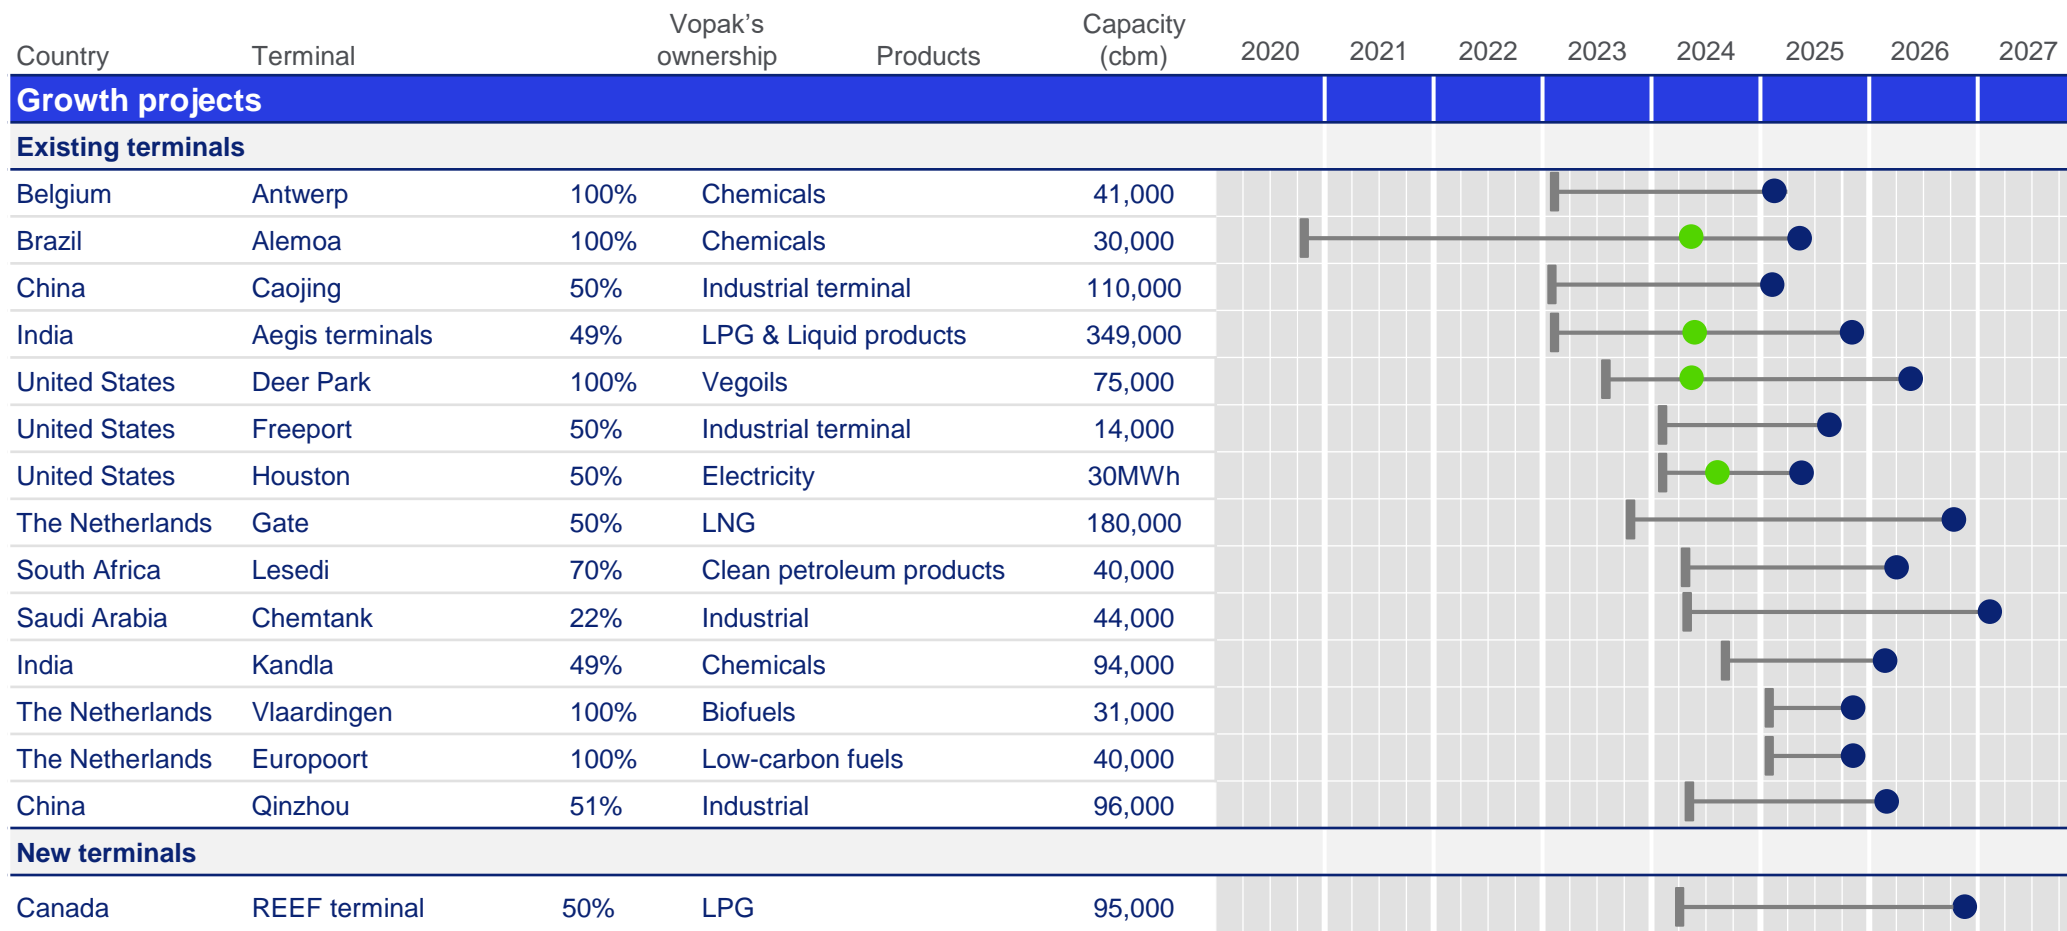 Country Terminal Vopak's ownership Products Capacity (cbm) 2020 2021 2022 2023 2024 2025 2026 2027
Growth projects
Existing terminals
Belgium Antwerp 100% Chemicals 41,000
Brazil Alemoa 100% Chemicals 30,000
China Caojing 50% Industrial terminal 110,000
India Aegis terminals 49% LPG & Liquid products 349,000
United States Deer Park 100% Vegoils 75,000
United States Freeport 50% Industrial terminal 14,000
United States Houston 50% Electricity 30MWh
The Netherlands Gate 50% LNG 180,000
South Africa Lesedi 70% Clean petroleum products 40,000
Saudi Arabia Chemtank 22% Industrial 44,000
India Kandla 49% Chemicals 94,000
The Netherlands Vlaardingen 100% Biofuels 31,000
The Netherlands Europoort 100% Low-carbon fuels 40,000
China Qinzhou 51% Industrial 96,000
New terminals
Canada REEF terminal 50% LPG 95,000